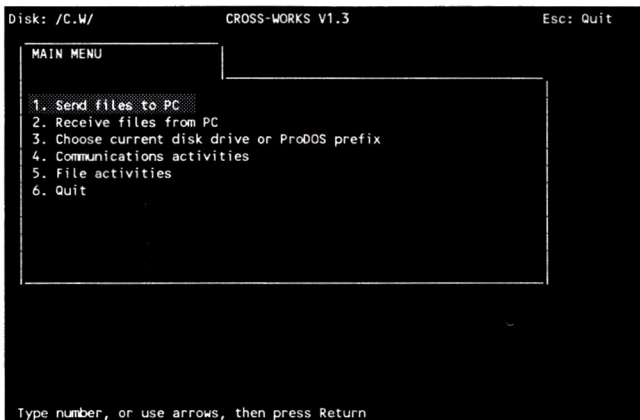 Disk: /C.W/ CROSS-WORKS V1.3 Esc: Quit
MAIN MENU
1. Send files to PC
2. Receive files from PC
3. Choose current disk drive or ProDOS prefix
4. Communications activities
5. File activities
6. Quit
Type number, or use arrows, then press Return